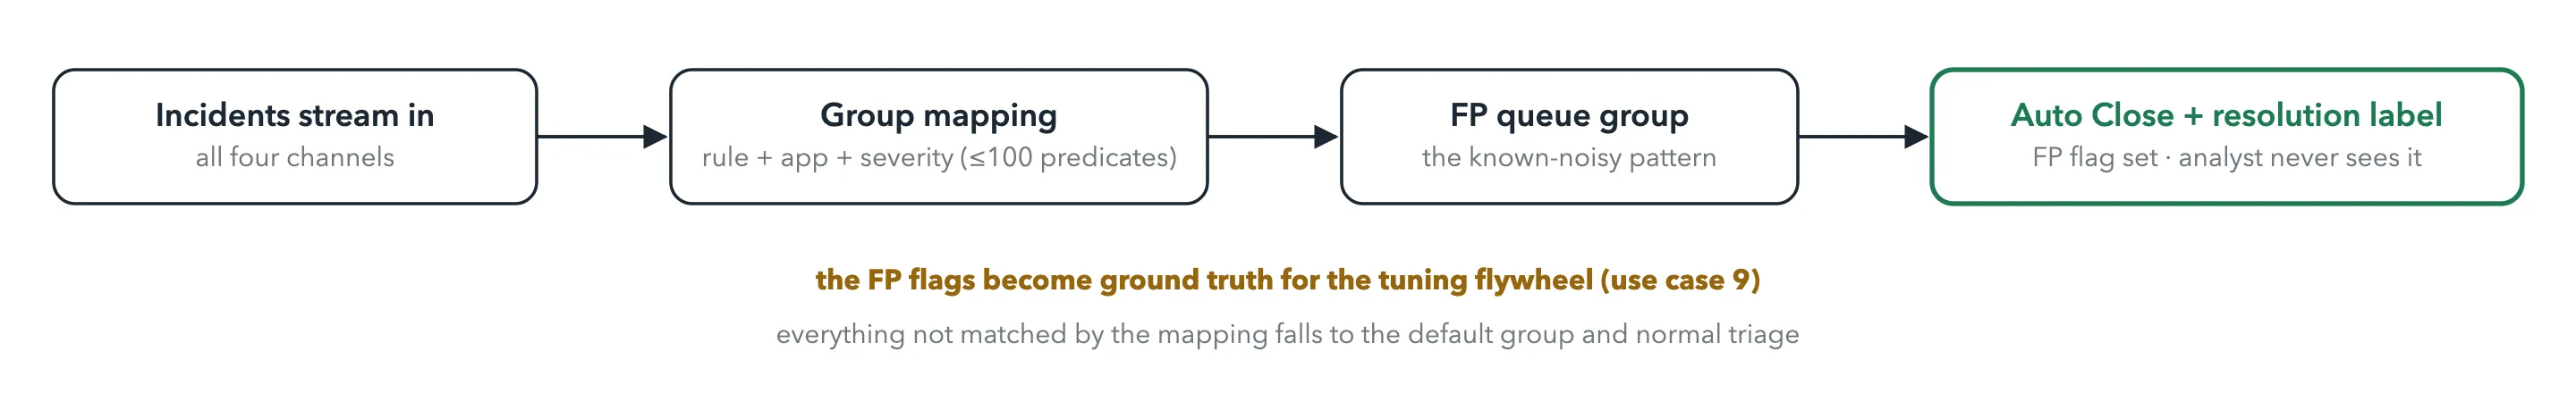 Incidents stream in
all four channels
Group mapping
rule + app + severity (≤100 predicates)
FP queue group
the known-noisy pattern
Auto Close + resolution label
FP flag set · analyst never sees it
the FP flags become ground truth for the tuning flywheel (use case 9)
everything not matched by the mapping falls to the default group and normal triage